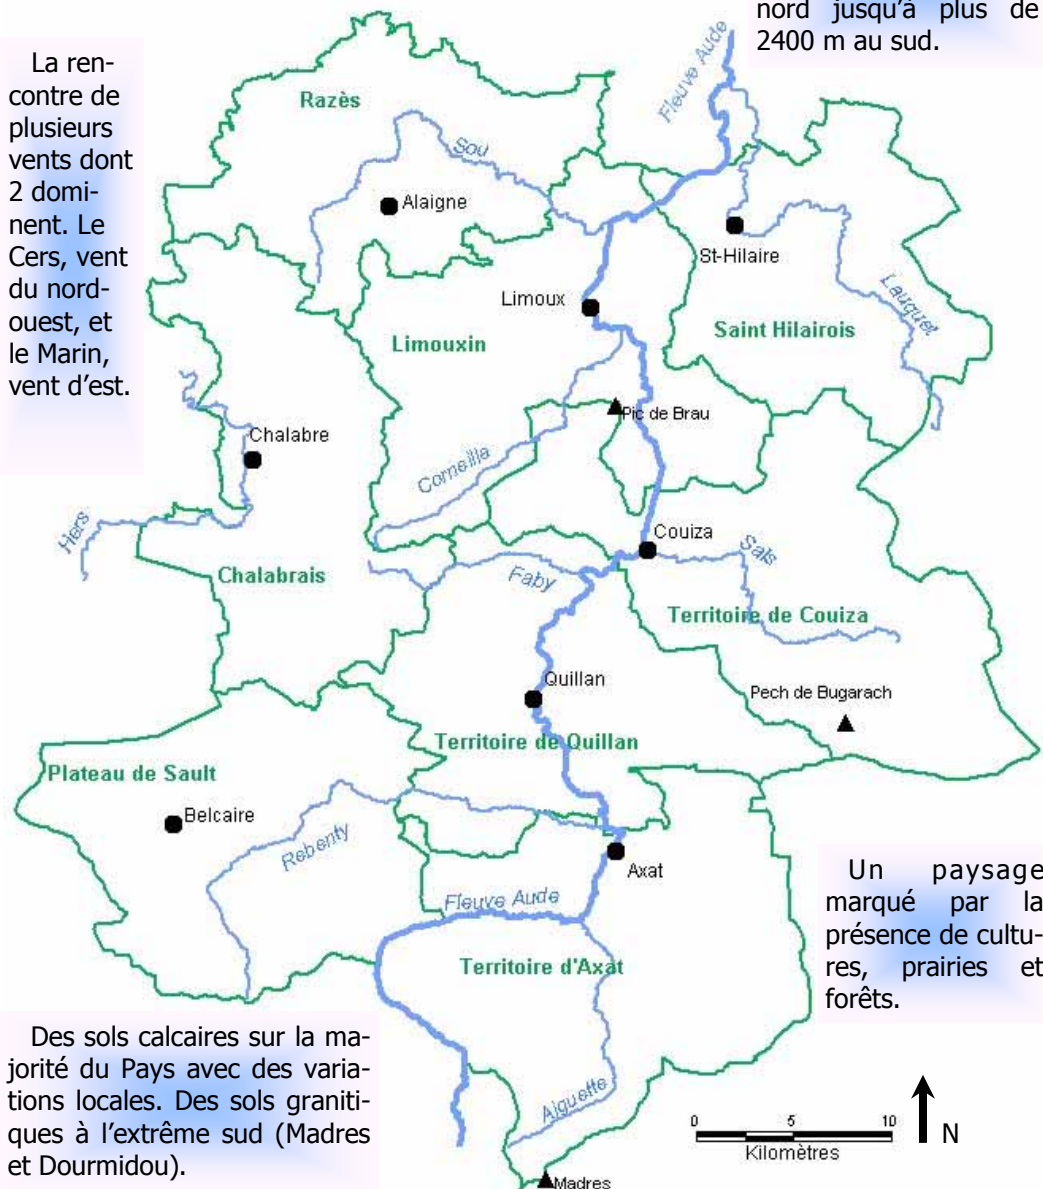 nord jusqu'à plus de
2400 m au sud.
La ren-
contre de
plusieurs
vents dont
2 domi-
nent. Le
Cers, vent
du nord-
ouest, et
le Marin,
vent d'est.
Fleuve Aude
Razès
Sou
Alaigne
St-Hilaire
Limoux
Lauquet
Saint Hilairois
Limouxin
Pic de Brau
Chalabre
Corneilla
Hers
Couiza
Sals
Faby
Chalabrais
Territoire de Couiza
Quillan
Pech de Bugarach
Territoire de Quillan
Plateau de Sault
Belcaire
Rebenty
Axat
Fleuve Aude
Territoire d'Axat
Un paysage
marqué par la
présence de cultu-
res, prairies et
forêts.
Des sols calcaires sur la ma-
jorité du Pays avec des varia-
tions locales. Des sols graniti-
ques à l'extrême sud (Madres
et Dourmidou).
Aiguette
0 5 10
Kilomètres
N
Madres